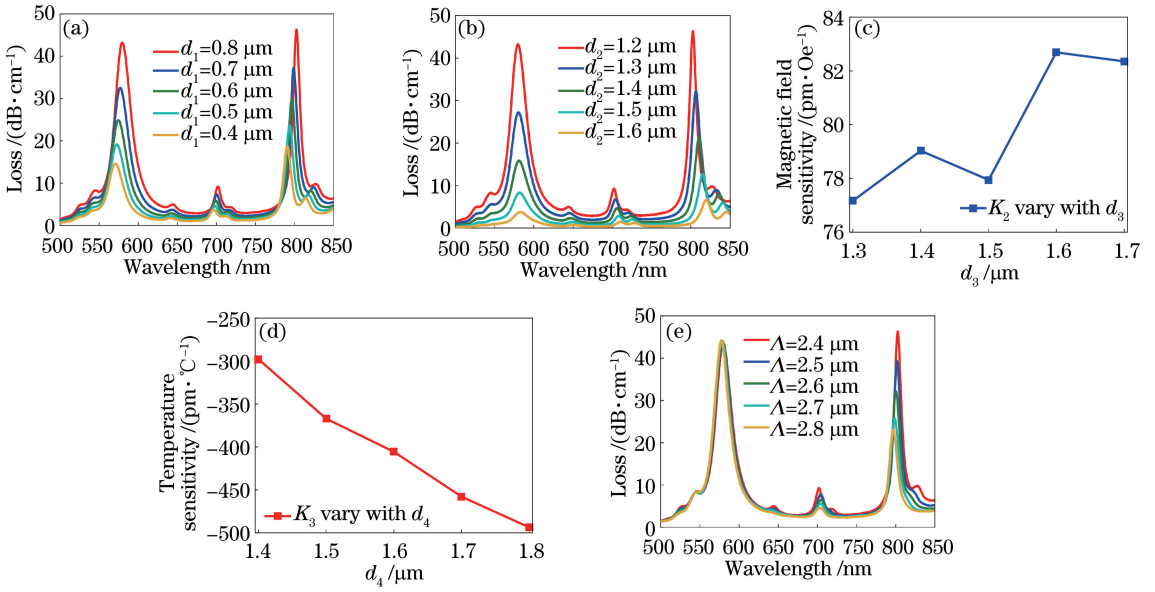 (a)
50
40
30
20
10
0
Loss /(dB·cm⁻¹)
d₁=0.8 μm
d₁=0.7 μm
d₁=0.6 μm
d₁=0.5 μm
d₁=0.4 μm
500 550 600 650 700 750 800 850
Wavelength /nm
(b)
50
40
30
20
10
0
Loss /(dB·cm⁻¹)
d₂=1.2 μm
d₂=1.3 μm
d₂=1.4 μm
d₂=1.5 μm
d₂=1.6 μm
500 550 600 650 700 750 800 850
Wavelength /nm
(c)
84
82
80
78
76
Magnetic field
sensitivity /(pm·Oe⁻¹)
K₂ vary with d₃
1.3 1.4 1.5 1.6 1.7
d₃ /μm
(d)
−250
−300
−350
−400
−450
−500
Temperature
sensitivity /(pm·℃⁻¹)
K₃ vary with d₄
1.4 1.5 1.6 1.7 1.8
d₄ /μm
(e)
50
40
30
20
10
0
Loss /(dB·cm⁻¹)
Λ=2.4 μm
Λ=2.5 μm
Λ=2.6 μm
Λ=2.7 μm
Λ=2.8 μm
500 550 600 650 700 750 800 850
Wavelength /nm